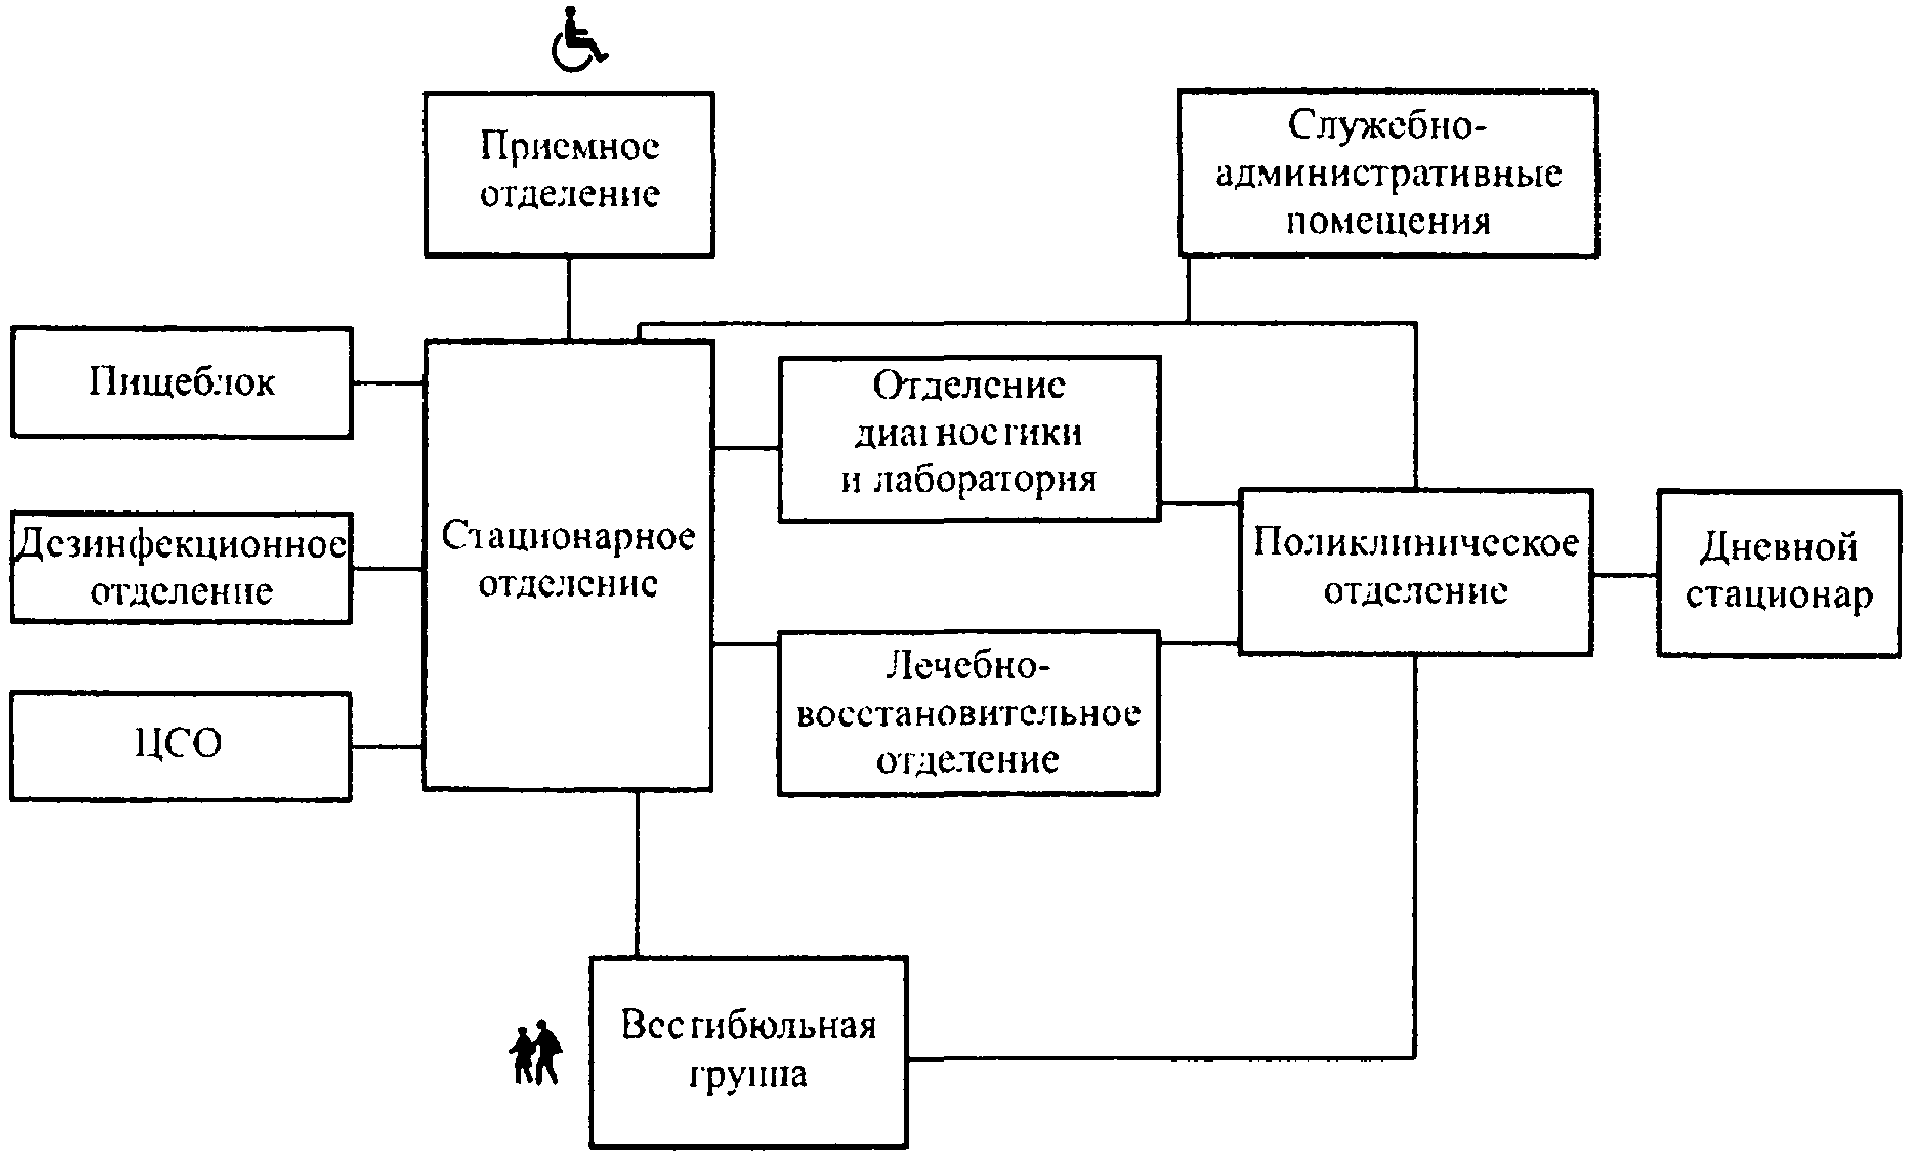 Приемное
отделение
Служебно-
административные
помещения
Пищеблок
Отделение
диагностики
и лаборатория
Дезинфекционное
отделение
Стационарное
отделение
Поликлиническое
отделение
Дневной
стационар
ЦСО
Лечебно-
восстановительное
отделение
Вестибюльная
группа